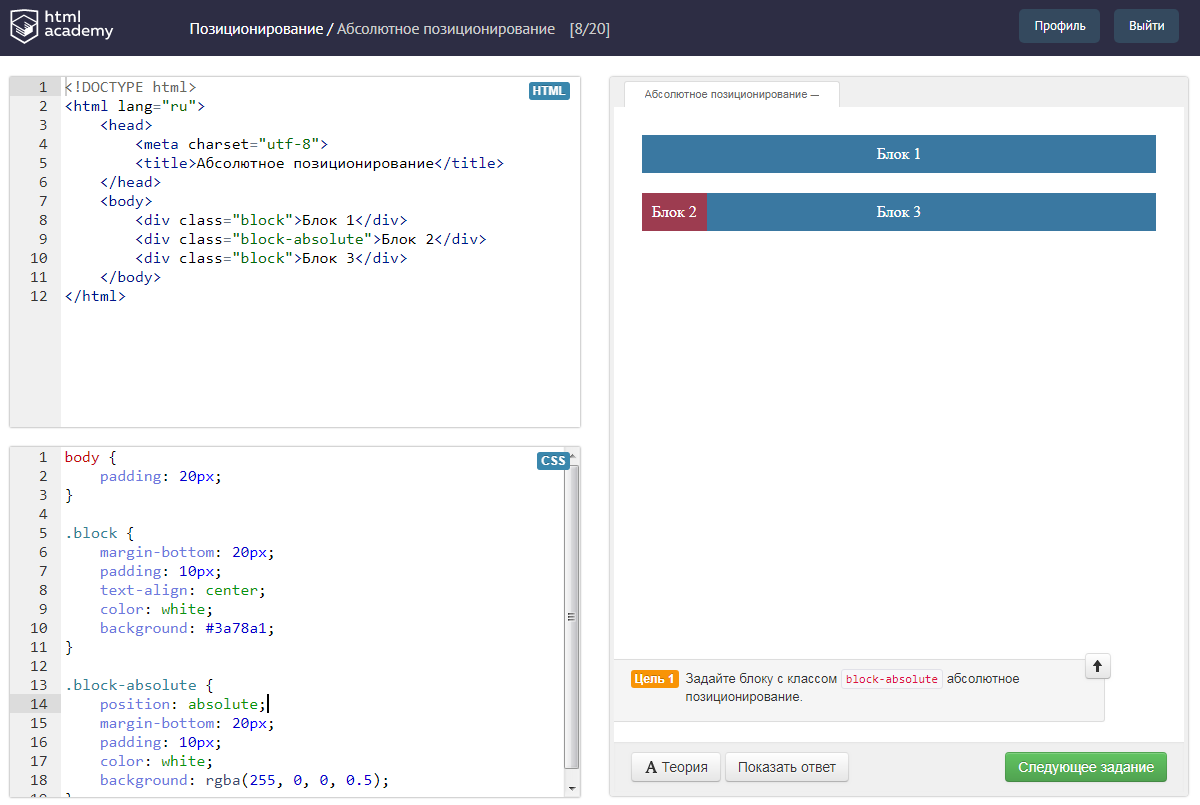 html
academy
Позиционирование / Абсолютное позиционирование [8/20]
Профиль
Выйти
1 <!DOCTYPE html>
HTML
2 <html lang="ru">
3 <head>
4 <meta charset="utf-8">
5 <title>Абсолютное позиционирование</title>
6 </head>
7 <body>
8 <div class="block">Блок 1</div>
9 <div class="block-absolute">Блок 2</div>
10 <div class="block">Блок 3</div>
11 </body>
12 </html>
1 body {
CSS
2 padding: 20px;
3 }
4
5 .block {
6 margin-bottom: 20px;
7 padding: 10px;
8 text-align: center;
9 color: white;
10 background: #3a78a1;
11 }
12
13 .block-absolute {
14 position: absolute;
15 margin-bottom: 20px;
16 padding: 10px;
17 color: white;
18 background: rgba(255, 0, 0, 0.5);
19 }
Абсолютное позиционирование —
Блок 1
Блок 2 Блок 3
Цель 1 Задайте блоку с классом block-absolute абсолютное
позиционирование.
A Теория
Показать ответ
Следующее задание